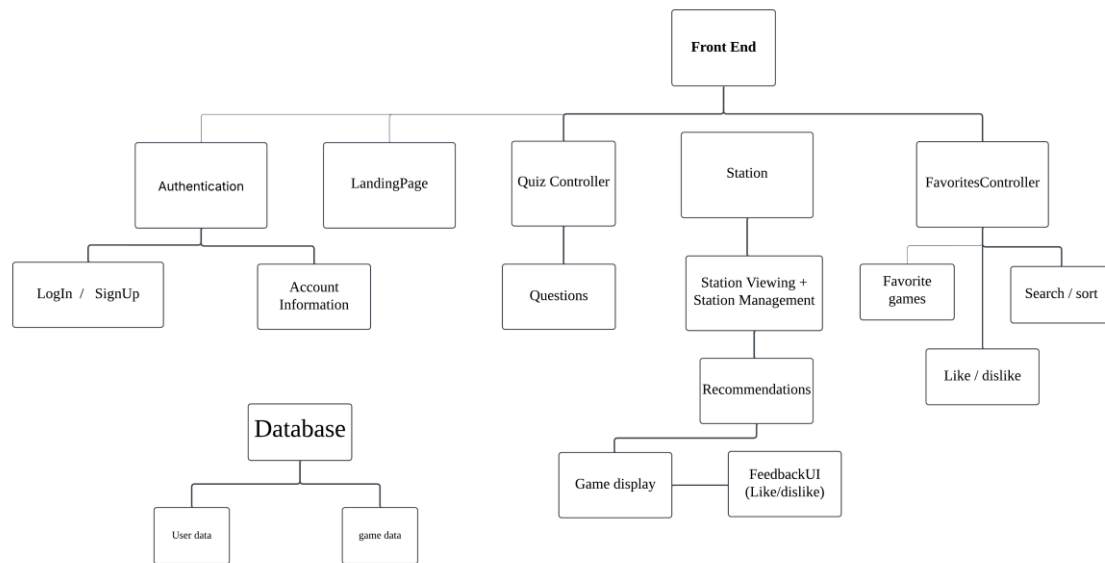 Front End
Authentication
LandingPage
Quiz Controller
Station
FavoritesController
LogIn / SignUp
Account
Information
Questions
Station Viewing +
Station Management
Favorite
games
Search / sort
Like / dislike
Recommendations
Database
Game display
FeedbackUI
(Like/dislike)
User data
game data